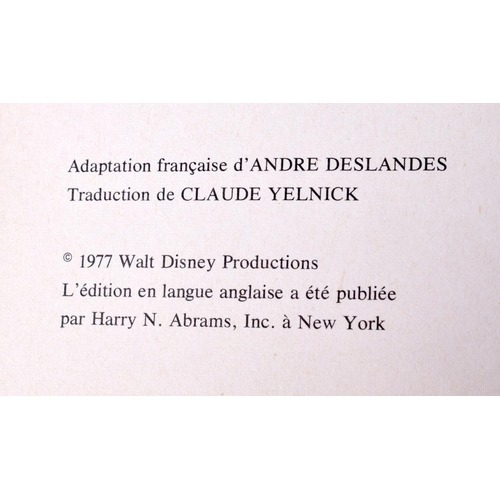 Adaptation française d'ANDRE DESLANDES
Traduction de CLAUDE YELNICK
© 1977 Walt Disney Productions
L'édition en langue anglaise a été publiée
par Harry N. Abrams, Inc. à New York